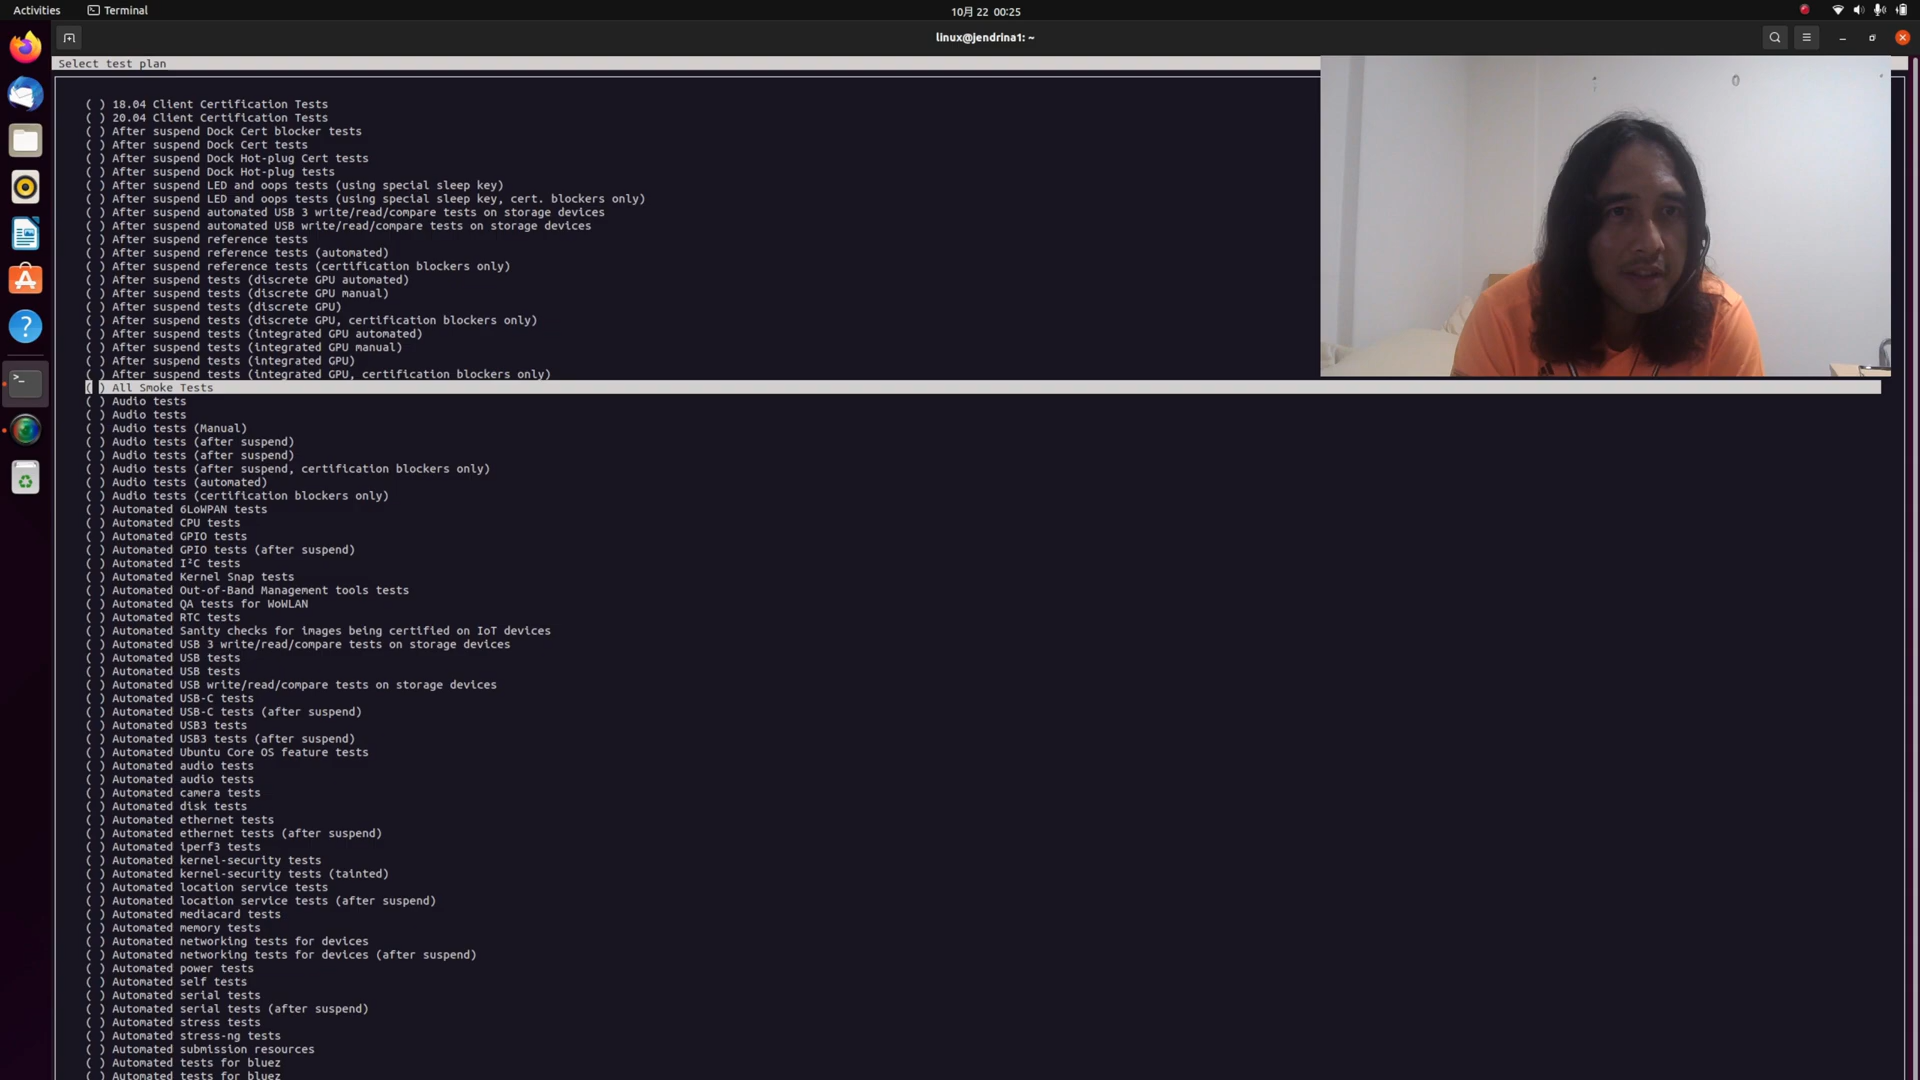 Activities
Terminal
10月 22 00:25
linux@jendrina1: ~
Select test plan
( ) 18.04 Client Certification Tests
( ) 20.04 Client Certification Tests
( ) After suspend Dock Cert blocker tests
( ) After suspend Dock Cert tests
( ) After suspend Dock Hot-plug Cert tests
( ) After suspend Dock Hot-plug tests
( ) After suspend LED and oops tests (using special sleep key)
( ) After suspend LED and oops tests (using special sleep key, cert. blockers only)
( ) After suspend automated USB 3 write/read/compare tests on storage devices
( ) After suspend automated USB write/read/compare tests on storage devices
( ) After suspend reference tests
( ) After suspend reference tests (automated)
( ) After suspend reference tests (certification blockers only)
( ) After suspend tests (discrete GPU automated)
( ) After suspend tests (discrete GPU manual)
( ) After suspend tests (discrete GPU)
( ) After suspend tests (discrete GPU, certification blockers only)
( ) After suspend tests (integrated GPU automated)
( ) After suspend tests (integrated GPU manual)
( ) After suspend tests (integrated GPU)
( ) After suspend tests (integrated GPU, certification blockers only)
( ) All Smoke Tests
( ) Audio tests
( ) Audio tests
( ) Audio tests (Manual)
( ) Audio tests (after suspend)
( ) Audio tests (after suspend)
( ) Audio tests (after suspend, certification blockers only)
( ) Audio tests (automated)
( ) Audio tests (certification blockers only)
( ) Automated 6LoWPAN tests
( ) Automated CPU tests
( ) Automated GPIO tests
( ) Automated GPIO tests (after suspend)
( ) Automated I²C tests
( ) Automated Kernel Snap tests
( ) Automated Out-of-Band Management tools tests
( ) Automated QA tests for WoWLAN
( ) Automated RTC tests
( ) Automated Sanity checks for images being certified on IoT devices
( ) Automated USB 3 write/read/compare tests on storage devices
( ) Automated USB tests
( ) Automated USB tests
( ) Automated USB write/read/compare tests on storage devices
( ) Automated USB-C tests
( ) Automated USB-C tests (after suspend)
( ) Automated USB3 tests
( ) Automated USB3 tests (after suspend)
( ) Automated Ubuntu Core OS feature tests
( ) Automated audio tests
( ) Automated audio tests
( ) Automated camera tests
( ) Automated disk tests
( ) Automated ethernet tests
( ) Automated ethernet tests (after suspend)
( ) Automated iperf3 tests
( ) Automated kernel-security tests
( ) Automated kernel-security tests (tainted)
( ) Automated location service tests
( ) Automated location service tests (after suspend)
( ) Automated mediacard tests
( ) Automated memory tests
( ) Automated networking tests for devices
( ) Automated networking tests for devices (after suspend)
( ) Automated power tests
( ) Automated self tests
( ) Automated serial tests
( ) Automated serial tests (after suspend)
( ) Automated stress tests
( ) Automated stress-ng tests
( ) Automated submission resources
( ) Automated tests for bluez
( ) Automated tests for bluez